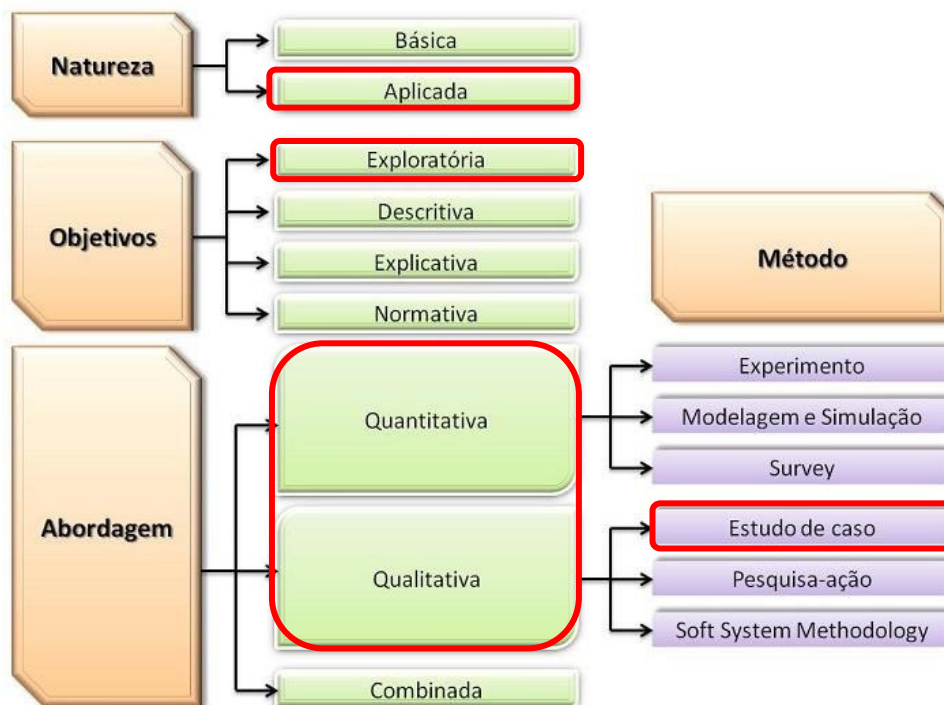 Natureza
Básica
Aplicada
Objetivos
Exploratória
Descritiva
Explicativa
Normativa
Método
Abordagem
Quantitativa
Experimento
Modelagem e Simulação
Survey
Qualitativa
Estudo de caso
Pesquisa-ação
Soft System Methodology
Combinada